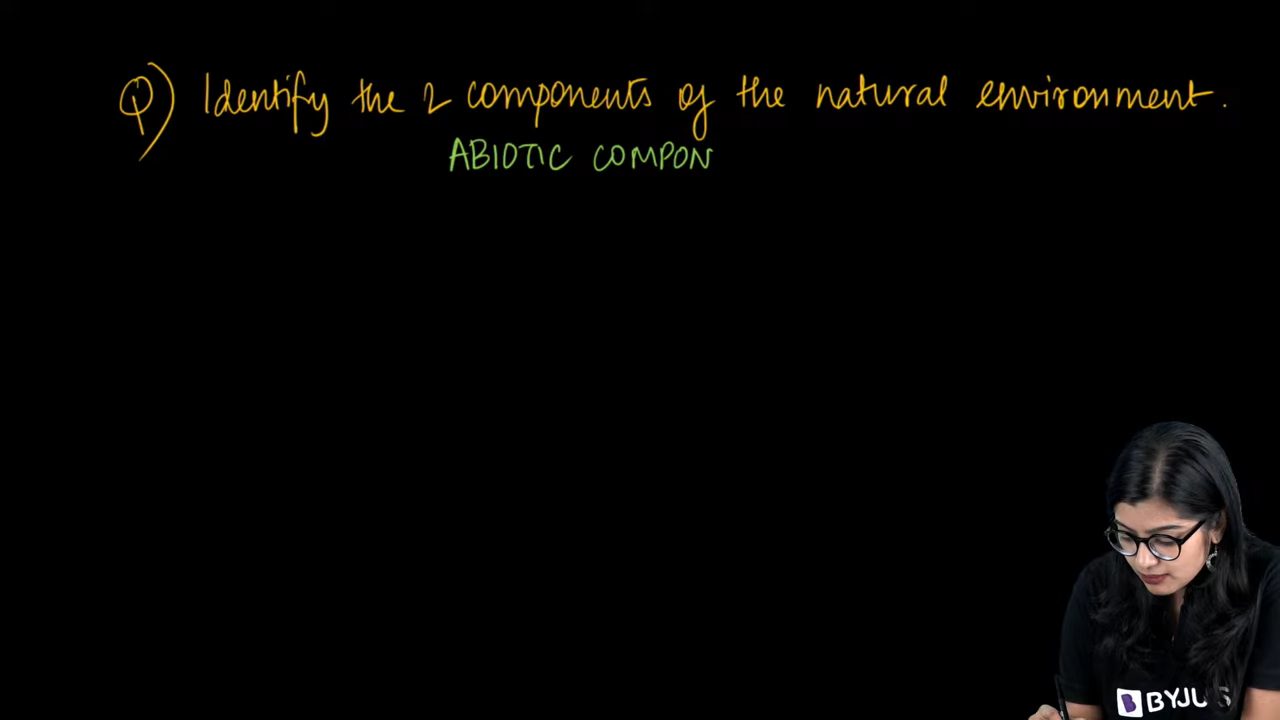 Q) Identify the 2 components of the natural environment.
ABIOTIC COMPON
BYJU'S